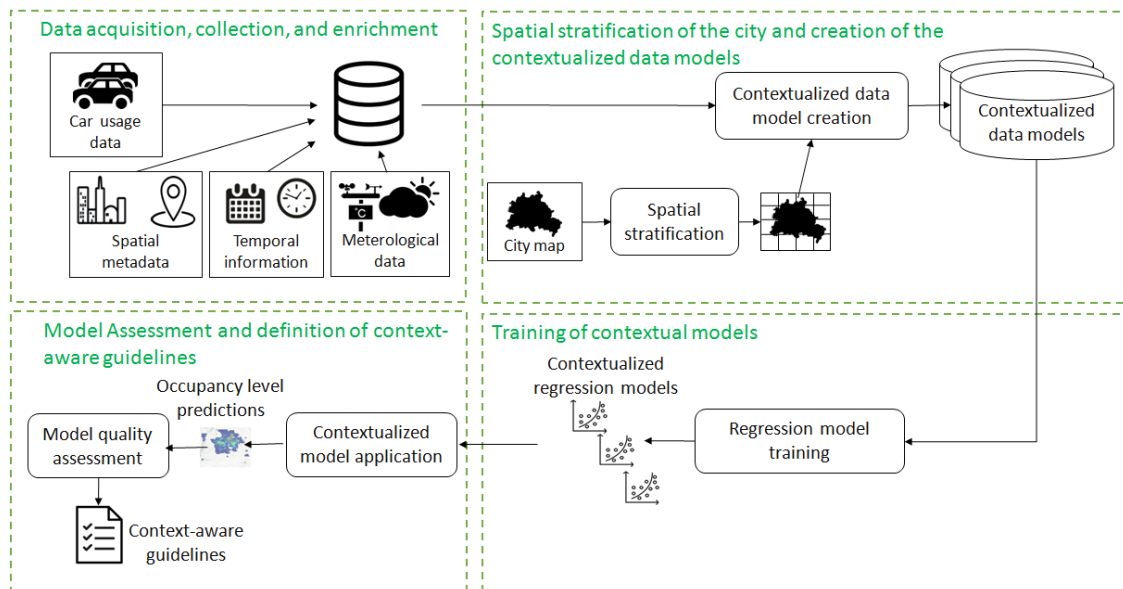 Data acquisition, collection, and enrichment
Car usage
data
Spatial
metadata
Temporal
information
°C
Meterological
data
Spatial stratification of the city and creation of the
contextualized data models
Contextualized data
model creation
Contextualized
data models
City map
Spatial
stratification
Model Assessment and definition of context-
aware guidelines
Occupancy level
predictions
Model quality
assessment
Contextualized
model application
Context-aware
guidelines
Training of contextual models
Contextualized
regression models
Regression model
training